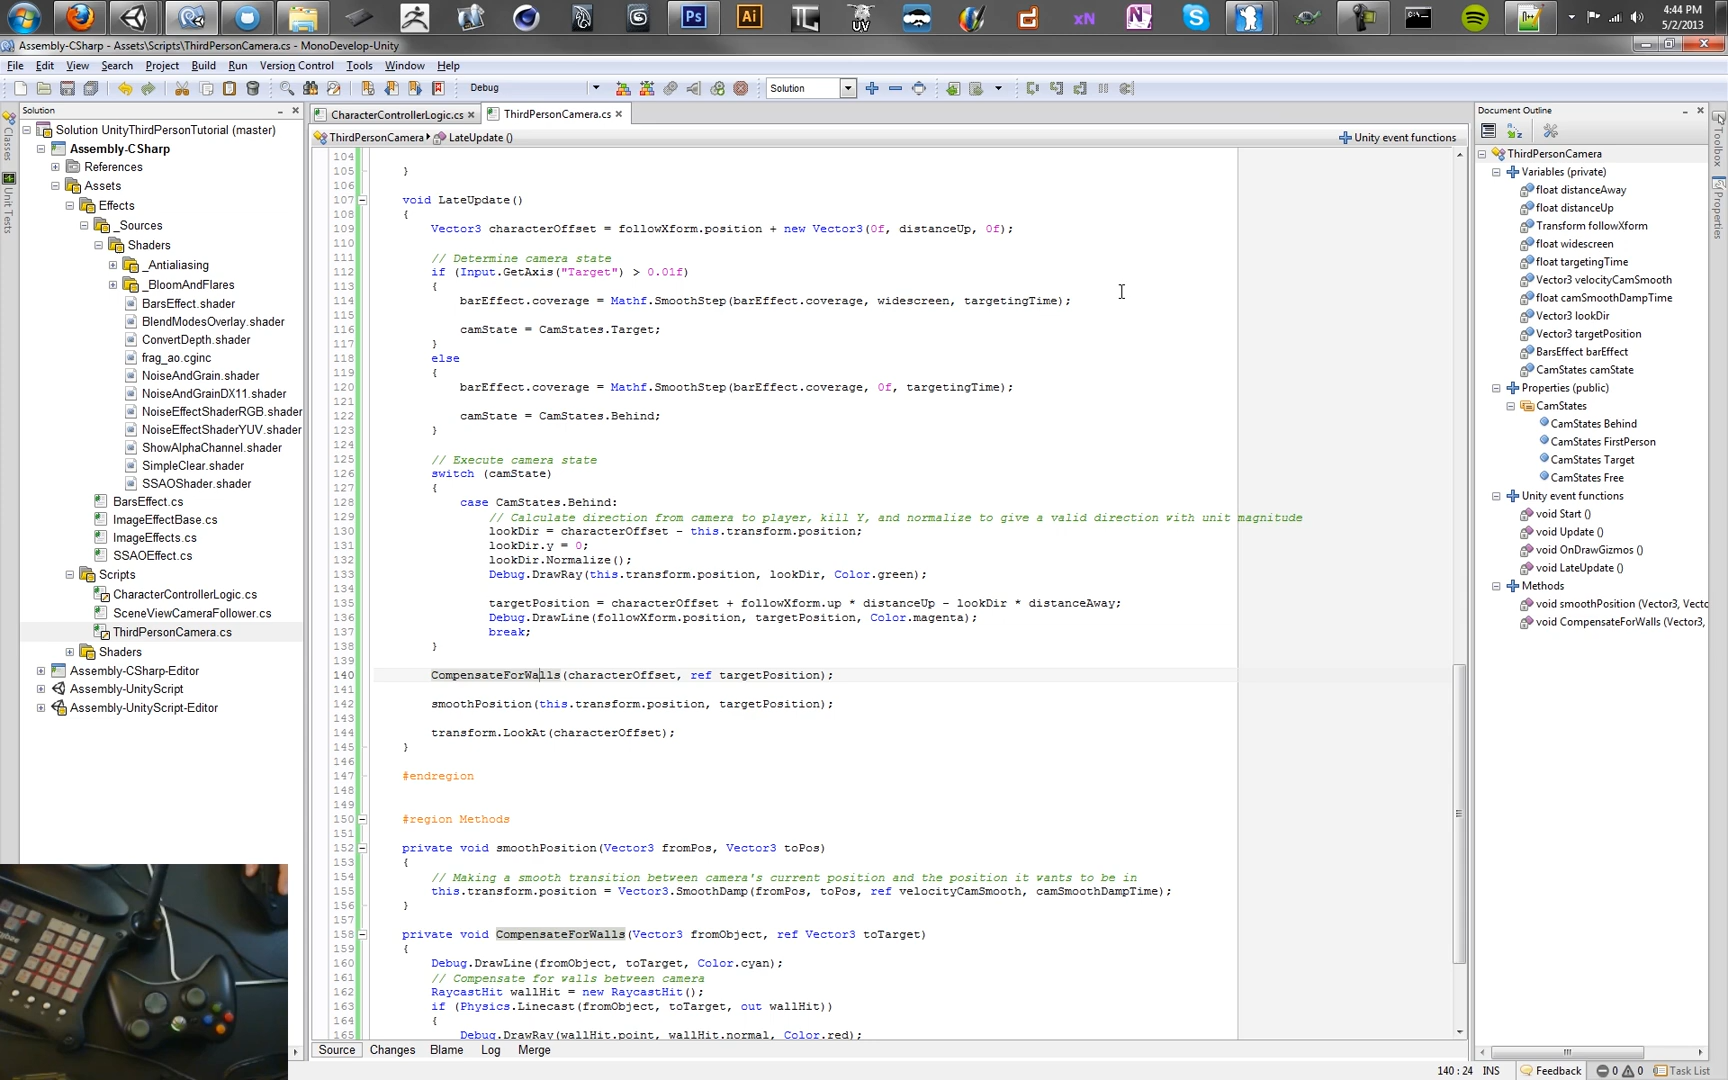 4:44 PM
5/2/2013
Assembly-CSharp - Assets\Scripts\ThirdPersonCamera.cs - MonoDevelop-Unity
File Edit View Search Project Build Run Version Control Tools Window Help
Debug Solution
Solution
CharacterControllerLogic.cs ThirdPersonCamera.cs
ThirdPersonCamera LateUpdate ()
Unity event functions
Classes
Unit Tests
Solution UnityThirdPersonTutorial (master)
Assembly-CSharp
References
Assets
Effects
_Sources
Shaders
_Antialiasing
_BloomAndFlares
BarsEffect.shader
BlendModesOverlay.shader
ConvertDepth.shader
frag_ao.cginc
NoiseAndGrain.shader
NoiseAndGrainDX11.shader
NoiseEffectShaderRGB.shader
NoiseEffectShaderYUV.shader
ShowAlphaChannel.shader
SimpleClear.shader
SSAOShader.shader
BarsEffect.cs
ImageEffectBase.cs
ImageEffects.cs
SSAOEffect.cs
Scripts
CharacterControllerLogic.cs
SceneViewCameraFollower.cs
ThirdPersonCamera.cs
Shaders
Assembly-CSharp-Editor
Assembly-UnityScript
Assembly-UnityScript-Editor
104
105 }
106
107 void LateUpdate()
108 {
109 Vector3 characterOffset = followXform.position + new Vector3(0f, distanceUp, 0f);
110
111 // Determine camera state
112 if (Input.GetAxis("Target") > 0.01f)
113 {
114 barEffect.coverage = Mathf.SmoothStep(barEffect.coverage, widescreen, targetingTime);
115
116 camState = CamStates.Target;
117 }
118 else
119 {
120 barEffect.coverage = Mathf.SmoothStep(barEffect.coverage, 0f, targetingTime);
121
122 camState = CamStates.Behind;
123 }
124
125 // Execute camera state
126 switch (camState)
127 {
128 case CamStates.Behind:
129 // Calculate direction from camera to player, kill Y, and normalize to give a valid direction with unit magnitude
130 lookDir = characterOffset - this.transform.position;
131 lookDir.y = 0;
132 lookDir.Normalize();
133 Debug.DrawRay(this.transform.position, lookDir, Color.green);
134
135 targetPosition = characterOffset + followXform.up * distanceUp - lookDir * distanceAway;
136 Debug.DrawLine(followXform.position, targetPosition, Color.magenta);
137 break;
138 }
139
140 CompensateForWalls(characterOffset, ref targetPosition);
141
142 smoothPosition(this.transform.position, targetPosition);
143
144 transform.LookAt(characterOffset);
145 }
146
147 #endregion
148
149
150 #region Methods
151
152 private void smoothPosition(Vector3 fromPos, Vector3 toPos)
153 {
154 // Making a smooth transition between camera's current position and the position it wants to be in
155 this.transform.position = Vector3.SmoothDamp(fromPos, toPos, ref velocityCamSmooth, camSmoothDampTime);
156 }
157
158 private void CompensateForWalls(Vector3 fromObject, ref Vector3 toTarget)
159 {
160 Debug.DrawLine(fromObject, toTarget, Color.cyan);
161 // Compensate for walls between camera
162 RaycastHit wallHit = new RaycastHit();
163 if (Physics.Linecast(fromObject, toTarget, out wallHit))
164 {
165 Debug.DrawRay(wallHit.point, wallHit.normal, Color.red);
Source Changes Blame Log Merge
Document Outline
ThirdPersonCamera
Variables (private)
float distanceAway
float distanceUp
Transform followXform
float widescreen
float targetingTime
Vector3 velocityCamSmooth
float camSmoothDampTime
Vector3 lookDir
Vector3 targetPosition
BarsEffect barEffect
CamStates camState
Properties (public)
CamStates
CamStates Behind
CamStates FirstPerson
CamStates Target
CamStates Free
Unity event functions
void Start ()
void Update ()
void OnDrawGizmos ()
void LateUpdate ()
Methods
void smoothPosition (Vector3, Vectc
void CompensateForWalls (Vector3,
Toolbox
Properties
140 : 24 INS Feedback 0 0 Task List